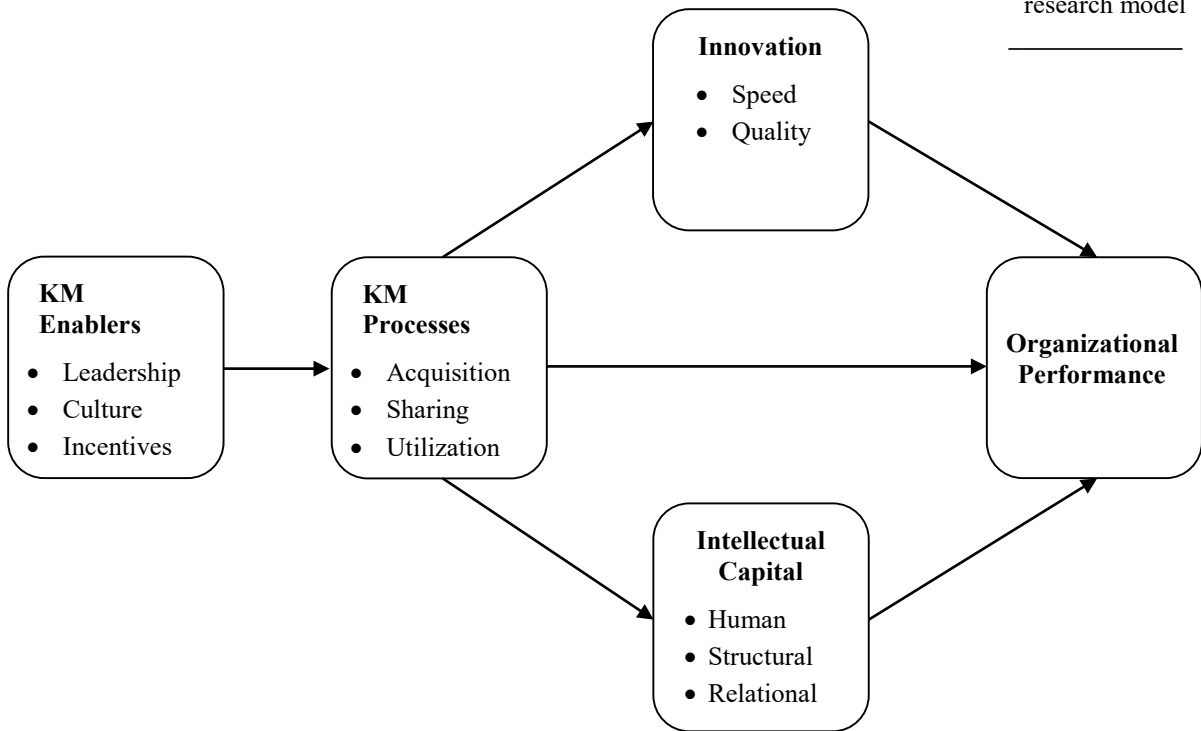 research model
Innovation
• Speed
• Quality
KM
Enablers
• Leadership
• Culture
• Incentives
KM
Processes
• Acquisition
• Sharing
• Utilization
Organizational
Performance
Intellectual
Capital
• Human
• Structural
• Relational